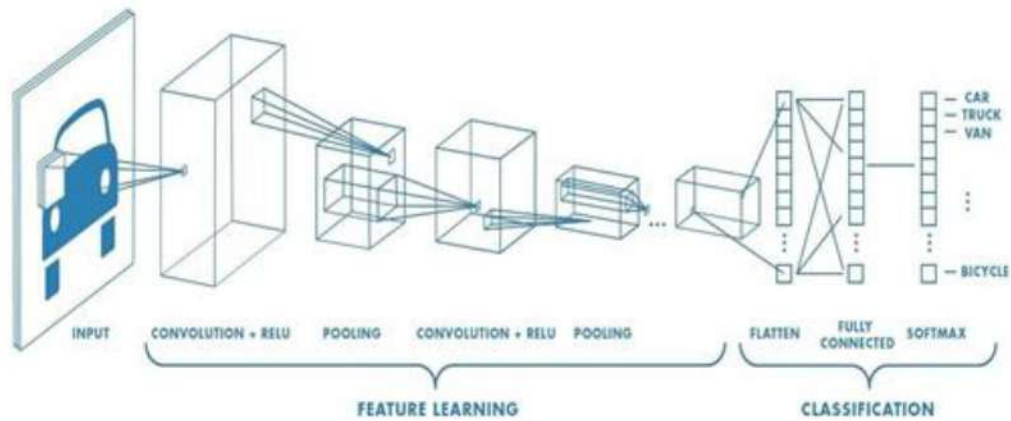 CAR
TRUCK
VAN
BICYCLE
INPUT
CONVOLUTION + RELU
POOLING
CONVOLUTION + RELU
POOLING
FLATTEN
FULLY
CONNECTED
SOFTMAX
FEATURE LEARNING
CLASSIFICATION